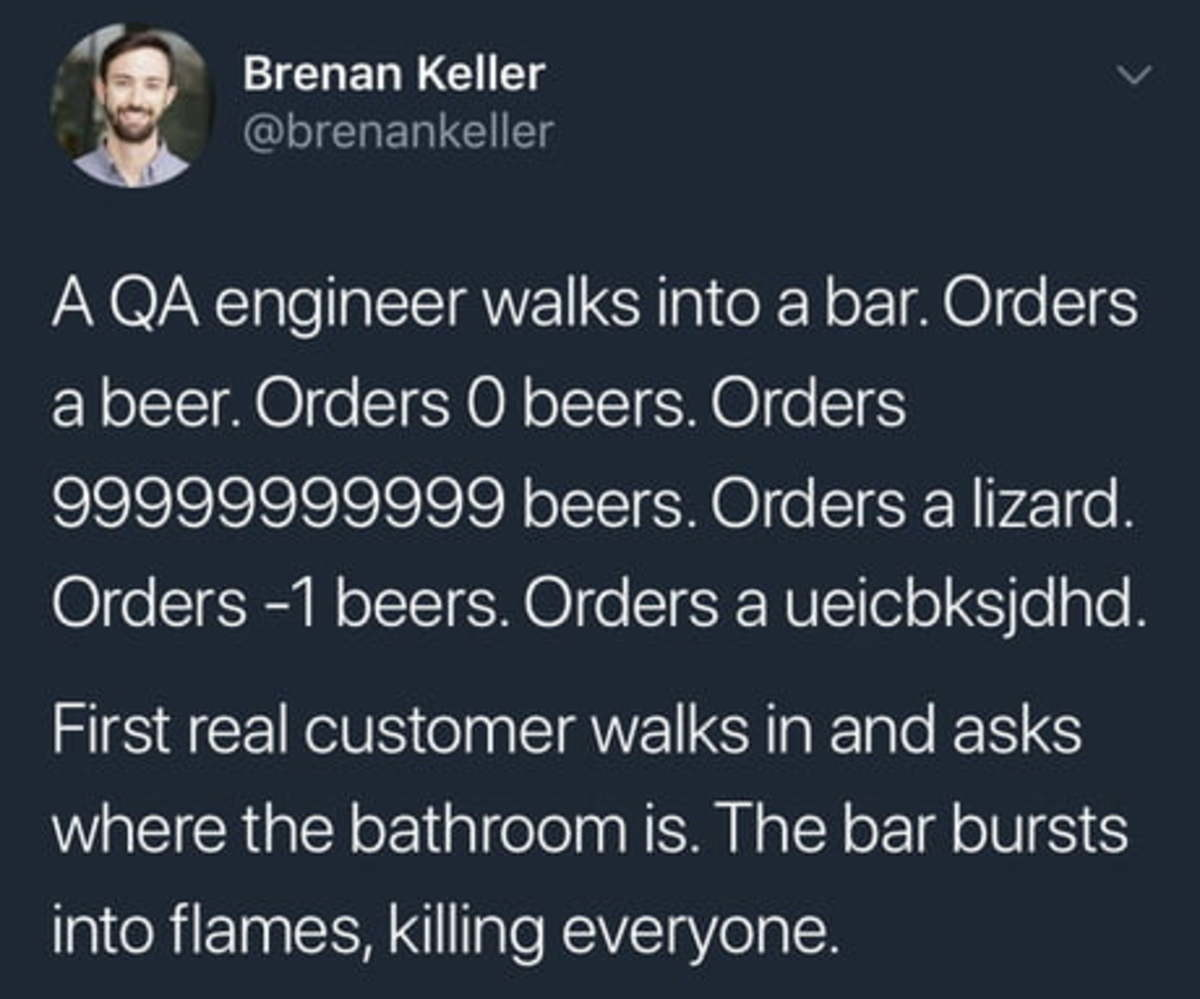 Brenan Keller
@brenankeller
A QA engineer walks into a bar. Orders
a beer. Orders 0 beers. Orders
99999999999 beers. Orders a lizard.
Orders -1 beers. Orders a ueicbksjdhd.
First real customer walks in and asks
where the bathroom is. The bar bursts
into flames, killing everyone.